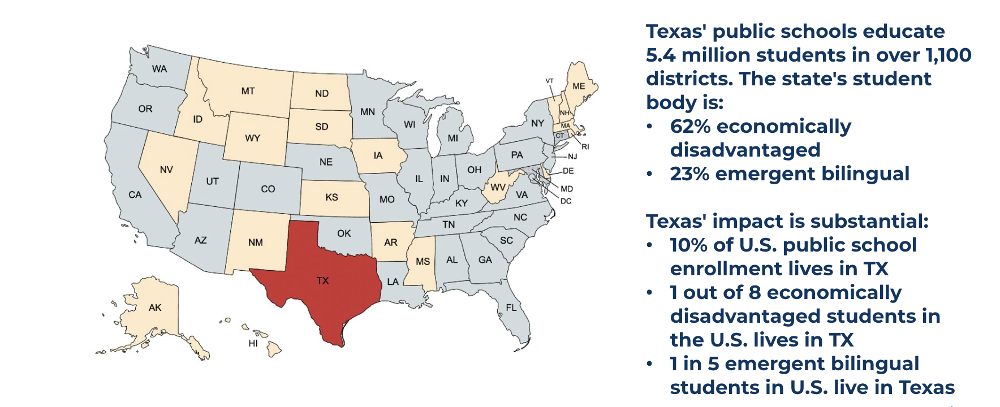 WA
MT
ND
MN
OR
ID
SD
WI
WY
MI
NY
VT
NH
ME
MA
CT
RI
IA
NE
PA
NJ
NV
UT
CO
IL
IN
OH
DE
WV
MD
CA
KS
MO
KY
VA
DC
TN
NC
AZ
NM
OK
AR
SC
MS
AL
GA
TX
LA
AK
HI
FL
Texas' public schools educate
5.4 million students in over 1,100
districts. The state's student
body is:
• 62% economically
disadvantaged
• 23% emergent bilingual
Texas' impact is substantial:
• 10% of U.S. public school
enrollment lives in TX
• 1 out of 8 economically
disadvantaged students in
the U.S. lives in TX
• 1 in 5 emergent bilingual
students in U.S. live in Texas